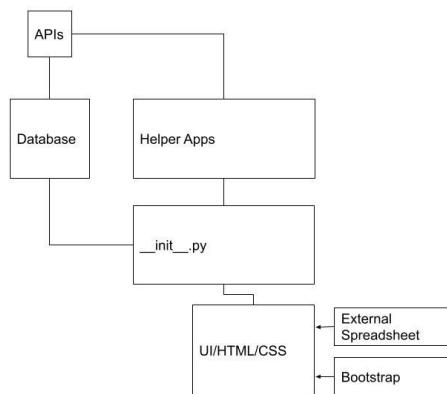 APIs
Database
Helper Apps
__init__.py
UI/HTML/CSS
External
Spreadsheet
Bootstrap